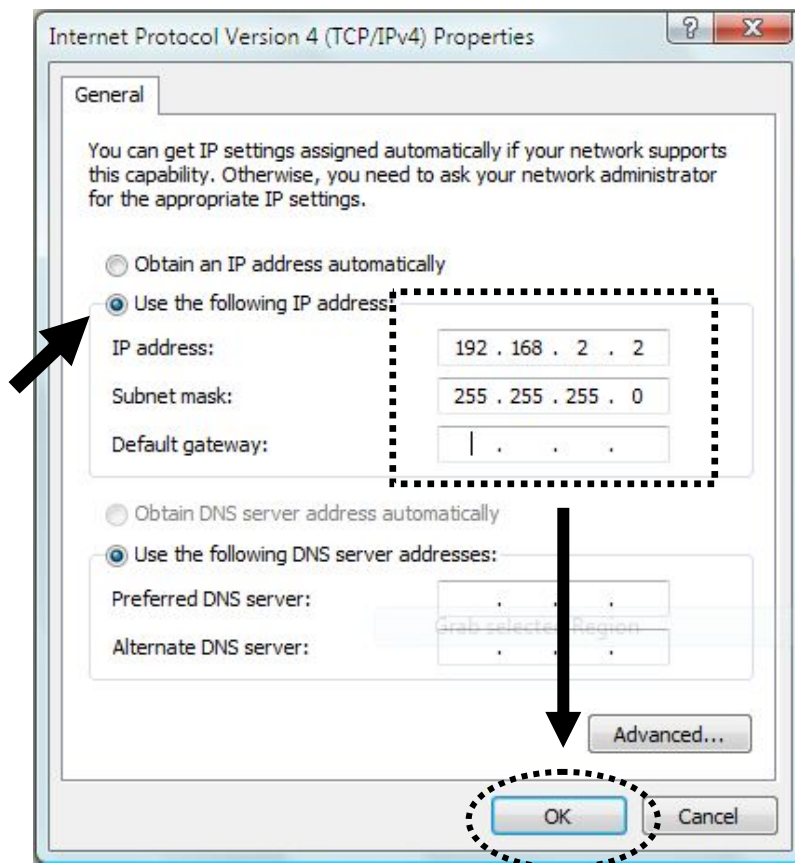 Internet Protocol Version 4 (TCP/IPv4) Properties
General
You can get IP settings assigned automatically if your network supports
this capability. Otherwise, you need to ask your network administrator
for the appropriate IP settings.
Obtain an IP address automatically
Use the following IP address:
IP address: 192 . 168 . 2 . 2
Subnet mask: 255 . 255 . 255 . 0
Default gateway: . . .
Obtain DNS server address automatically
Use the following DNS server addresses:
Preferred DNS server: . . .
Grab selected Region
Alternate DNS server: . . .
Advanced...
OK Cancel